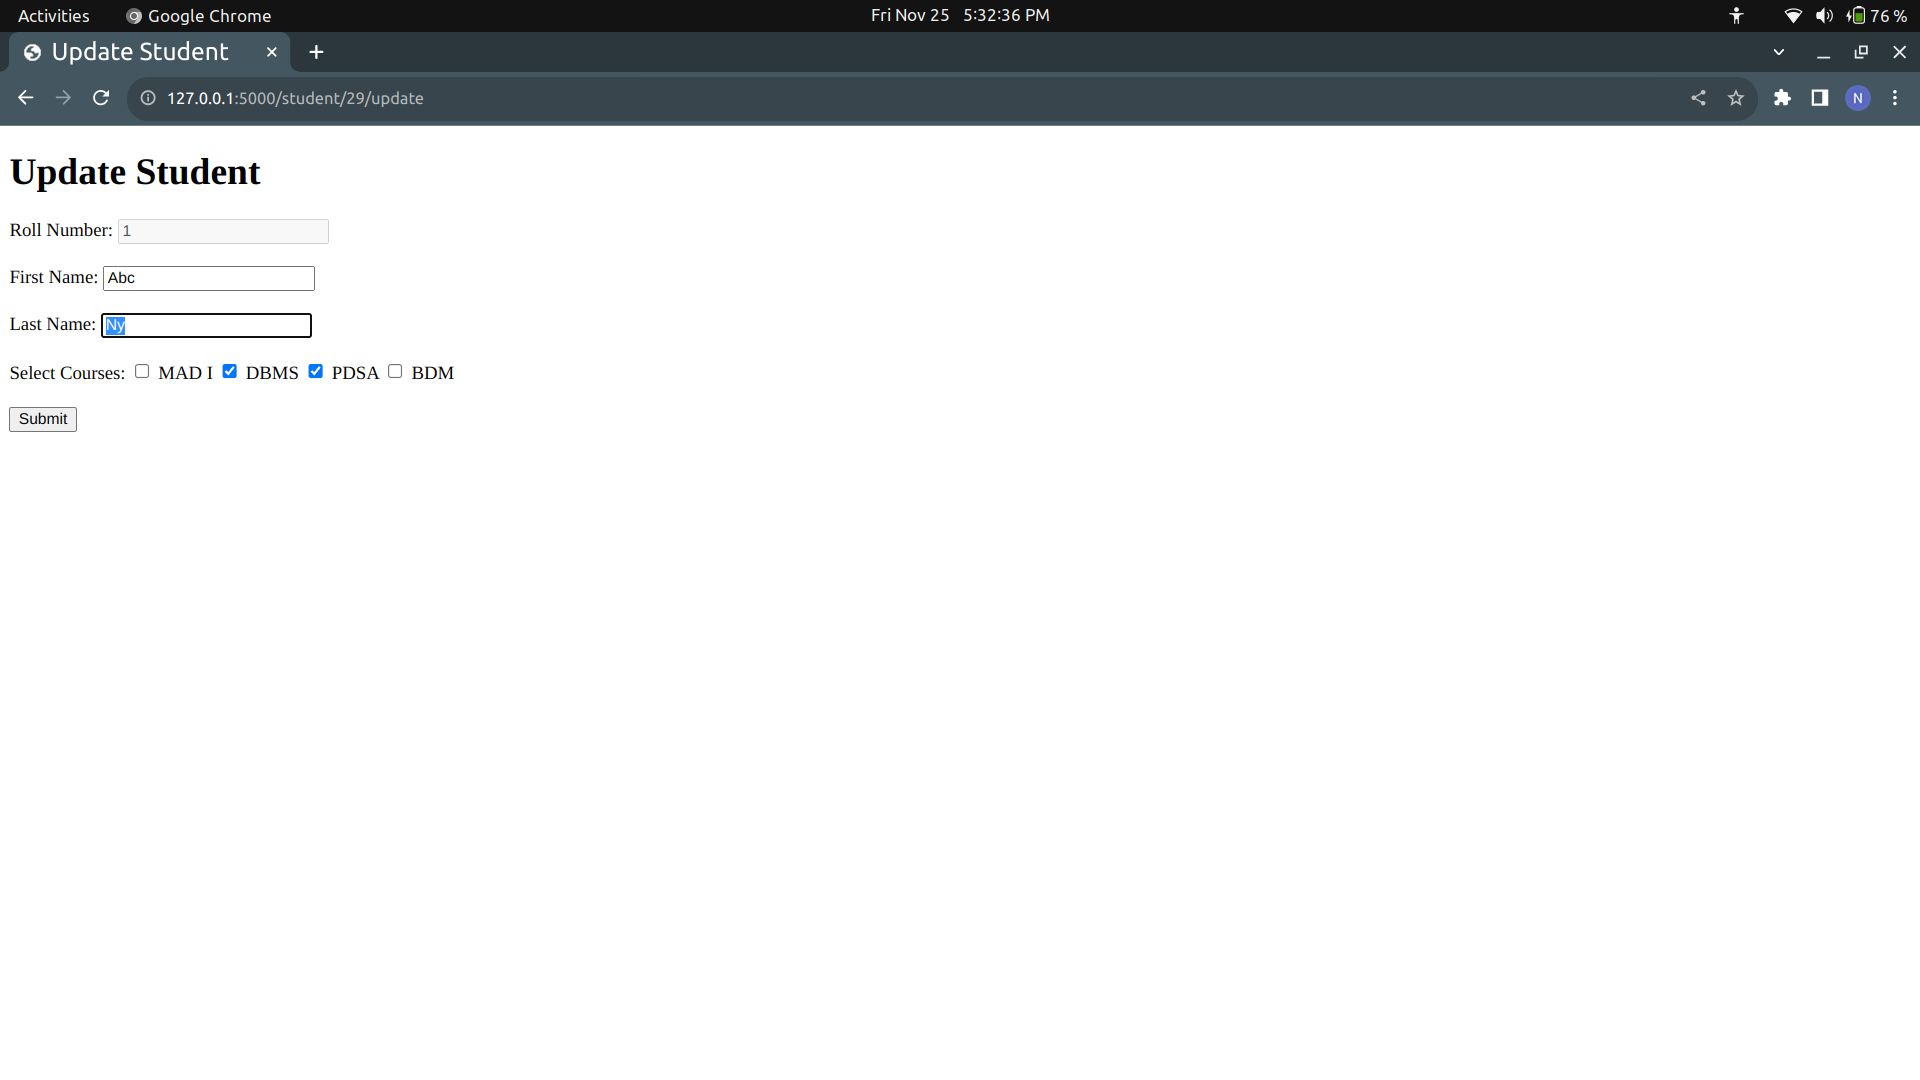 Activities Google Chrome Fri Nov 25 5:32:36 PM 76 %
Update Student
127.0.0.1:5000/student/29/update N
Update Student
Roll Number: 1
First Name: Abc
Last Name: Ny
Select Courses: MAD I DBMS PDSA BDM
Submit